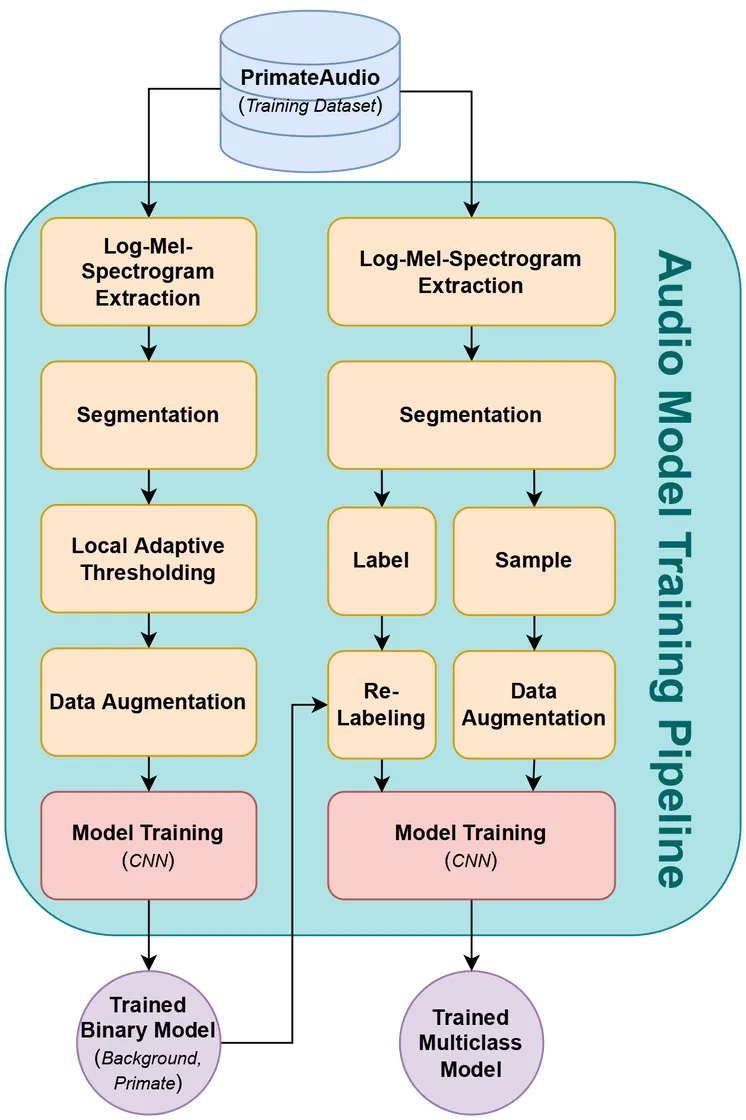 PrimateAudio
(Training Dataset)
Log-Mel-
Spectrogram
Extraction
Segmentation
Local Adaptive
Thresholding
Data Augmentation
Model Training
(CNN)
Trained
Binary Model
(Background,
Primate)
Log-Mel-Spectrogram
Extraction
Segmentation
Label
Sample
Re-
Labeling
Data
Augmentation
Model Training
(CNN)
Trained
Multiclass
Model
Audio Model Training Pipeline